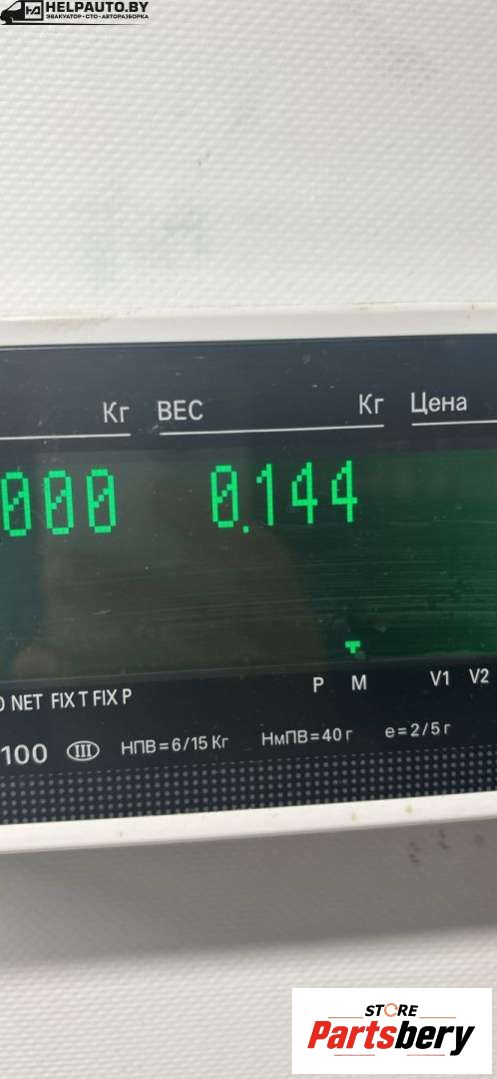 HELPAUTO.BY
ЭВАКУАТОР-СТО-АВТОРАЗБОРКА
Кг ВЕС Кг Цена
000 0.144
NET FIX T FIX P P M V1 V2
100 III НПВ=6/15 Кг НмПВ=40 г e=2/5 г
STORE
Partsbery